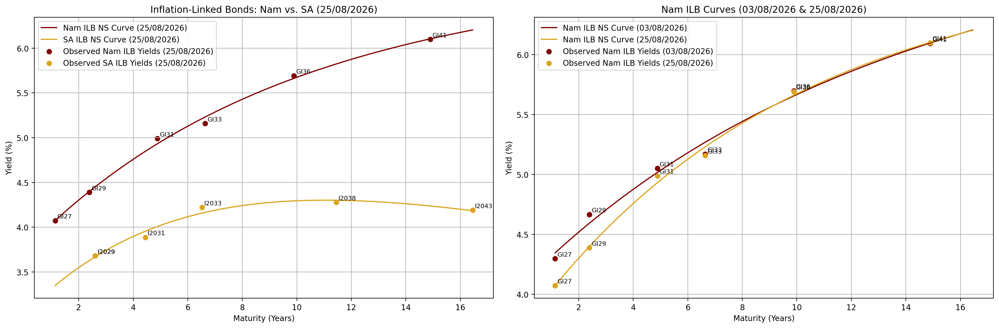 Inflation-Linked Bonds: Nam vs. SA (25/08/2026)
Nam ILB NS Curve (25/08/2026)
SA ILB NS Curve (25/08/2026)
Observed Nam ILB Yields (25/08/2026)
Observed SA ILB Yields (25/08/2026)
GI41
GI36
GI33
GI31
GI29
GI27
I2033
I2038
I2043
I2031
I2029
6.0
5.5
5.0
4.5
4.0
3.5
Yield (%)
2 4 6 8 10 12 14 16
Maturity (Years)
Nam ILB Curves (03/08/2026 & 25/08/2026)
Nam ILB NS Curve (03/08/2026)
Nam ILB NS Curve (25/08/2026)
Observed Nam ILB Yields (03/08/2026)
Observed Nam ILB Yields (25/08/2026)
GI41
GI41
GI36
GI36
GI33
GI33
GI31
GI31
GI29
GI29
GI27
GI27
6.0
5.5
5.0
4.5
4.0
Yield (%)
2 4 6 8 10 12 14 16
Maturity (Years)